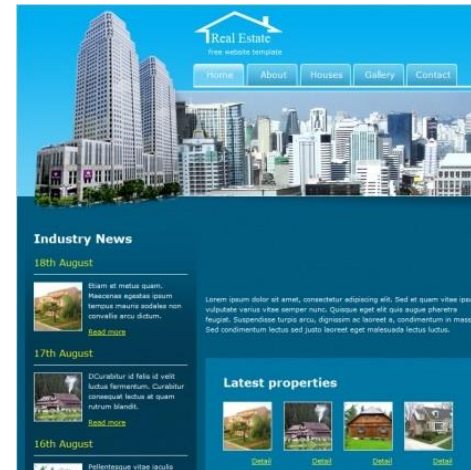 Real Estate
free website template
Home
About
Houses
Gallery
Contact
Industry News
18th August
Etiam et metus quam.
Maecenas egestas ipsum
tempus mauris sodales non
convallis arcu dictum.
Read more
17th August
DCurabitur id felis id velit
luctus fermentum. Curabitur
consequat lectus at quam
rutrum blandit.
Read more
16th August
Pellentesque vitae iaculis
Lorem ipsum dolor sit amet, consectetur adipiscing elit. Sed et quam vitae ipsu
vulputate varius vitae semper nunc. Quisque eget elit quis augue pharetra
feugiat. Suspendisse turpis arcu, dignissim ac laoreet a, condimentum in mass
Sed condimentum lectus sed justo laoreet eget malesuada lectus luctus.
Latest properties
Detail
Detail
Detail
Detail